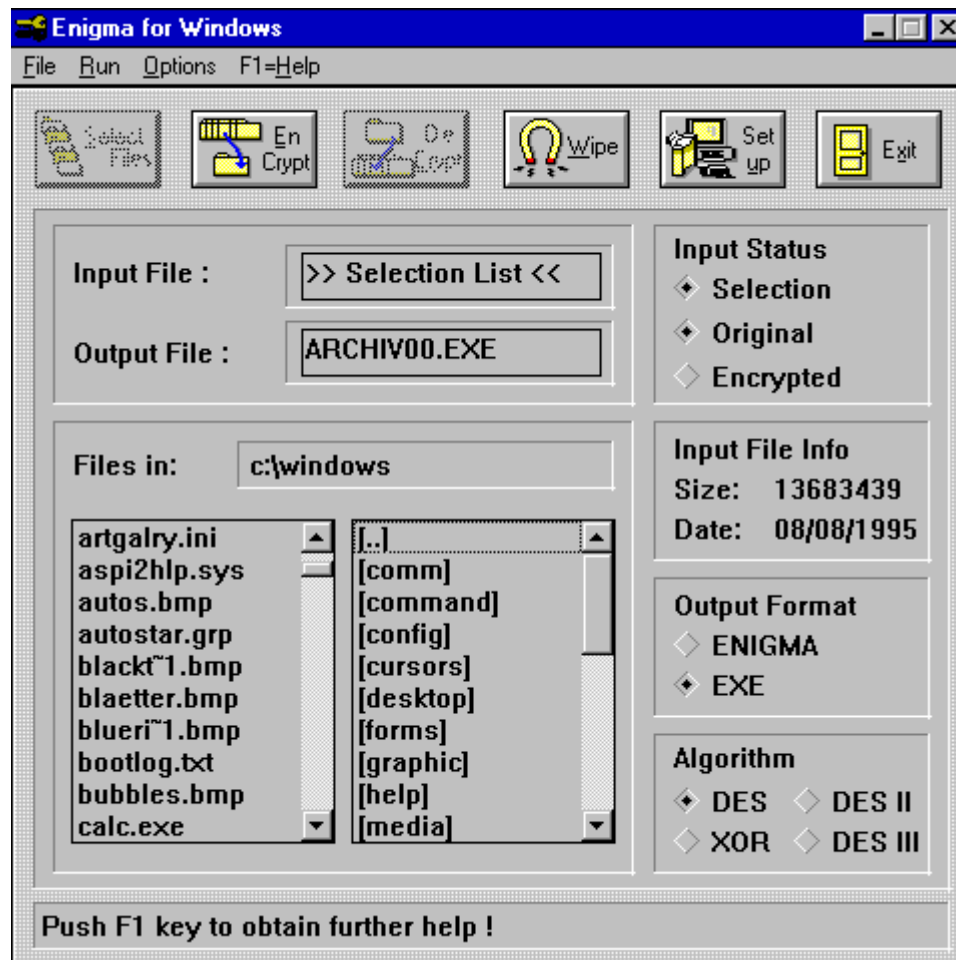 Enigma for Windows
File Run Options F1=Help
Select Files
En Crypt
De Crypt
Wipe
Set up
Exit
Input File :
>> Selection List <<
Output File :
ARCHIV00.EXE
Input Status
Selection
Original
Encrypted
Files in:
c:\windows
artgalry.ini
aspi2hlp.sys
autos.bmp
autostar.grp
blackt~1.bmp
blaetter.bmp
blueri~1.bmp
bootlog.txt
bubbles.bmp
calc.exe
[..]
[comm]
[command]
[config]
[cursors]
[desktop]
[forms]
[graphic]
[help]
[media]
Input File Info
Size: 13683439
Date: 08/08/1995
Output Format
ENIGMA
EXE
Algorithm
DES DES II
XOR DES III
Push F1 key to obtain further help !